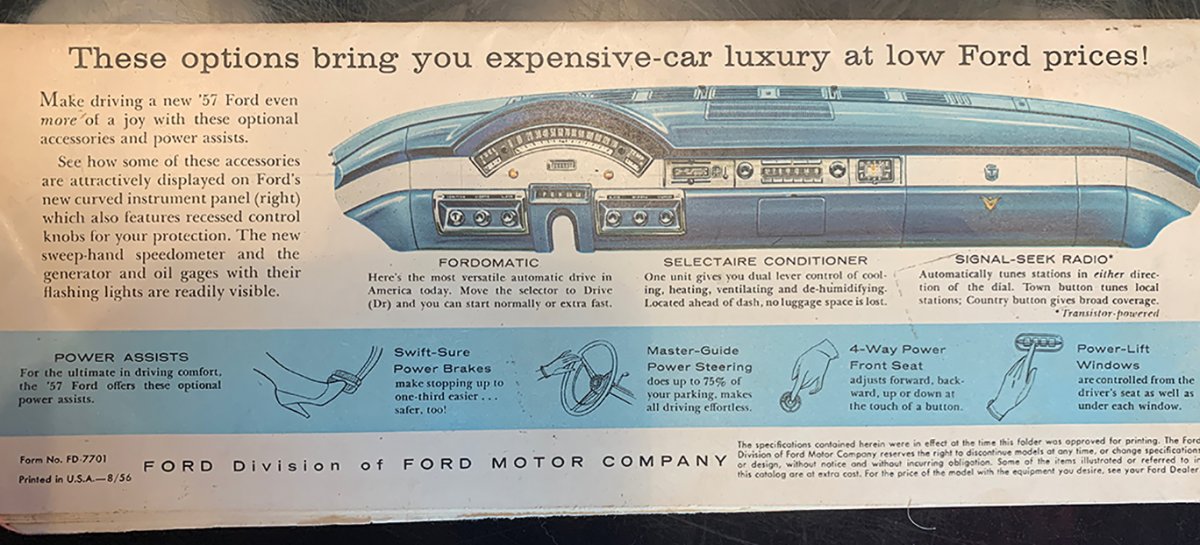 These options bring you expensive-car luxury at low Ford prices!
Make driving a new '57 Ford even
more of a joy with these optional
accessories and power assists.
See how some of these accessories
are attractively displayed on Ford's
new curved instrument panel (right)
which also features recessed control
knobs for your protection. The new
sweep-hand speedometer and the
generator and oil gages with their
flashing lights are readily visible.
FORDOMATIC
Here's the most versatile automatic drive in
America today. Move the selector to Drive
(Dr) and you can start normally or extra fast.
SELECTAIRE CONDITIONER
One unit gives you dual lever control of cool-
ing, heating, ventilating and de-humidifying.
Located ahead of dash, no luggage space is lost.
SIGNAL-SEEK RADIO*
Automatically tunes stations in either direc-
tion of the dial. Town button tunes local
stations; Country button gives broad coverage.
*Transistor-powered
POWER ASSISTS
For the ultimate in driving comfort,
the '57 Ford offers these optional
power assists.
Swift-Sure
Power Brakes
make stopping up to
one-third easier . . .
safer, too!
Master-Guide
Power Steering
does up to 75% of
your parking, makes
all driving effortless.
4-Way Power
Front Seat
adjusts forward, back-
ward, up or down at
the touch of a button.
Power-Lift
Windows
are controlled from the
driver's seat as well as
under each window.
Form No. FD-7701
Printed in U.S.A.—8/56
FORD Division of FORD MOTOR COMPANY
The specifications contained herein were in effect at the time this folder was approved for printing. The Ford
Division of Ford Motor Company reserves the right to discontinue models at any time, or change specifications
or design, without notice and without incurring obligation. Some of the items illustrated or referred to in
this catalog are at extra cost. For the price of the model with the equipment you desire, see your Ford Dealer